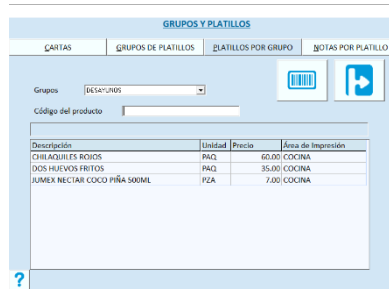 GRUPOS Y PLATILLOS
CARTAS GRUPOS DE PLATILLOS PLATILLOS POR GRUPO NOTAS POR PLATILLO
Grupos DESAYUNOS
Código del producto
Descripción Unidad Precio Área de Impresión
CHILAQUILES ROJOS PAQ 60.00 COCINA
DOS HUEVOS FRITOS PAQ 35.00 COCINA
JUMEX NECTAR COCO PIÑA 500ML PZA 7.00 COCINA
?